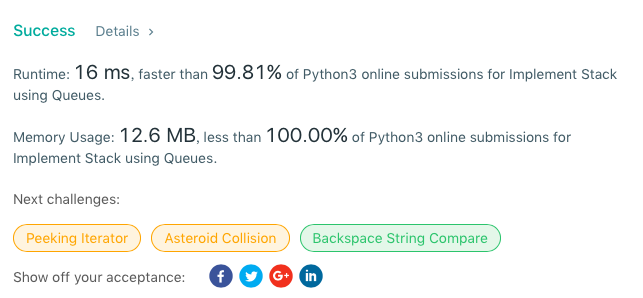 Success Details >
Runtime: 16 ms, faster than 99.81% of Python3 online submissions for Implement Stack
using Queues.
Memory Usage: 12.6 MB, less than 100.00% of Python3 online submissions for
Implement Stack using Queues.
Next challenges:
Peeking Iterator Asteroid Collision Backspace String Compare
Show off your acceptance: f G+ in